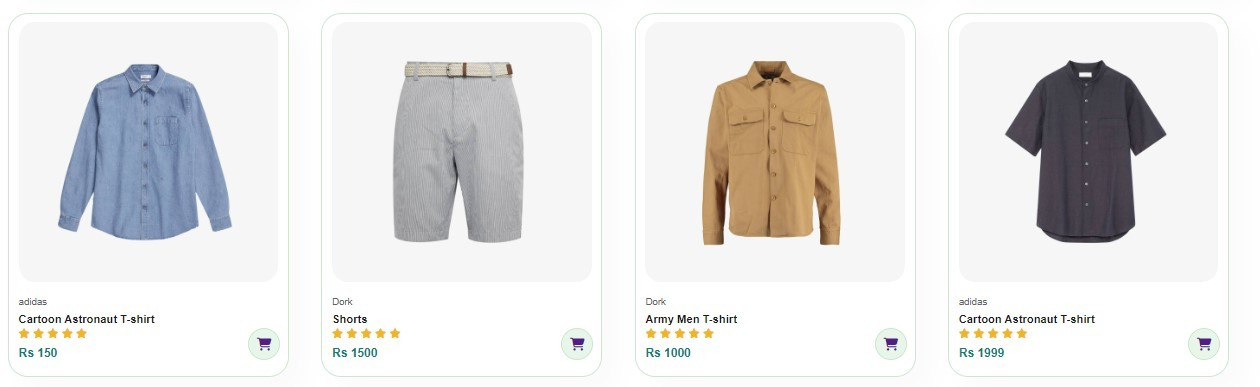 adidas
Cartoon Astronaut T-shirt
Rs 150
Dork
Shorts
Rs 1500
Dork
Army Men T-shirt
Rs 1000
adidas
Cartoon Astronaut T-shirt
Rs 1999